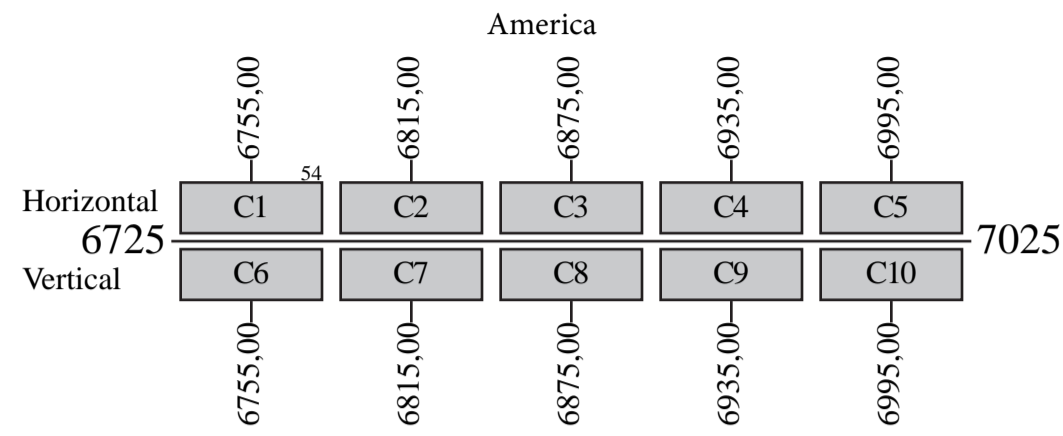 America
6755,00 6815,00 6875,00 6935,00 6995,00
54
Horizontal C1 C2 C3 C4 C5
6725 7025
Vertical C6 C7 C8 C9 C10
6755,00 6815,00 6875,00 6935,00 6995,00